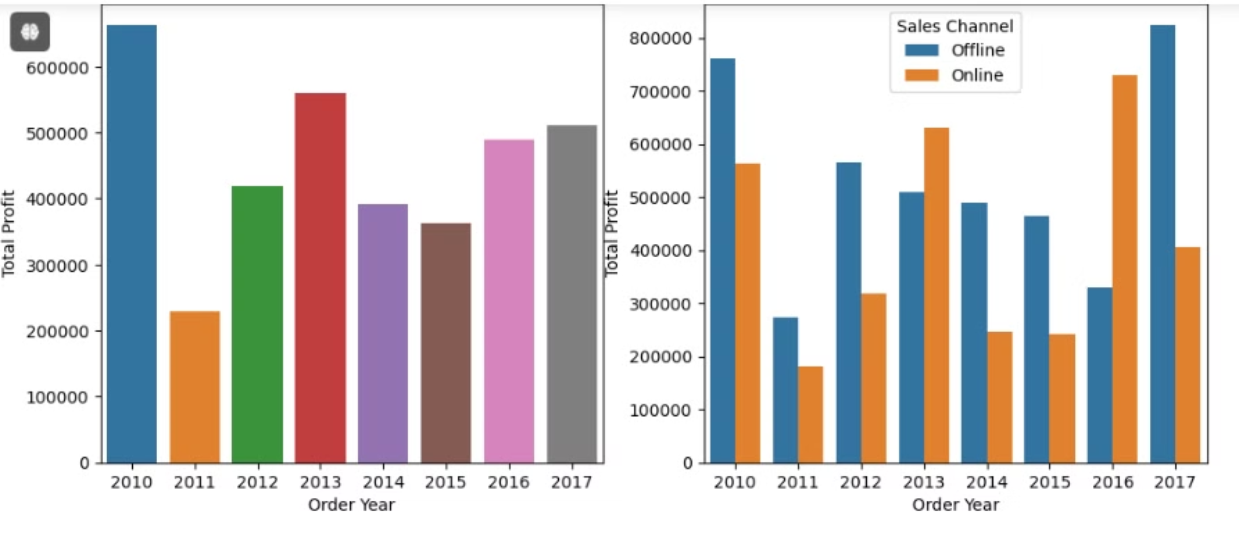 Total Profit
600000
500000
400000
300000
200000
100000
0
2010 2011 2012 2013 2014 2015 2016 2017
Order Year
Total Profit
800000
700000
600000
500000
400000
300000
200000
100000
0
Sales Channel
Offline
Online
2010 2011 2012 2013 2014 2015 2016 2017
Order Year